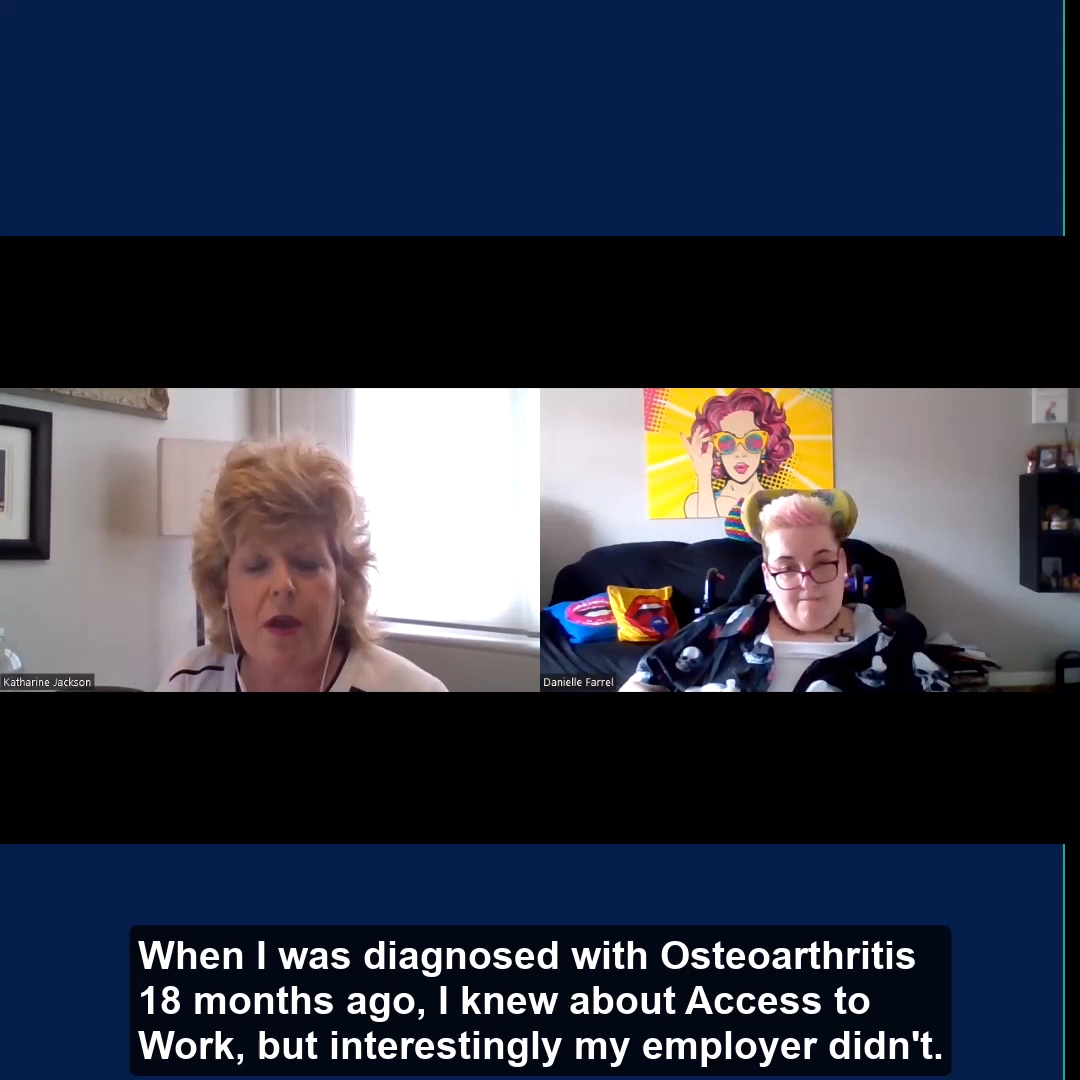 Katharine Jackson
Danielle Farrel
When I was diagnosed with Osteoarthritis
18 months ago, I knew about Access to
Work, but interestingly my employer didn't.